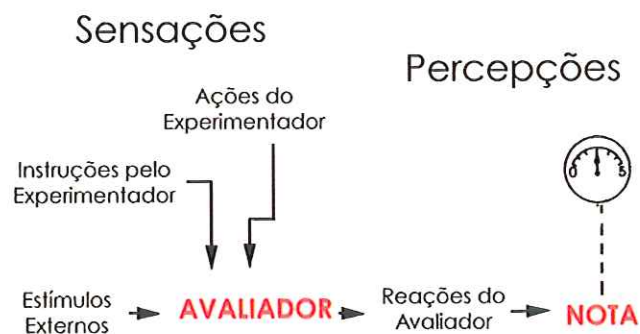 Sensações
Percepções
Ações do
Experimentador
Instruções pelo
Experimentador
0 5
Estímulos
Externos
AVALIADOR
Reações do
Avaliador
NOTA